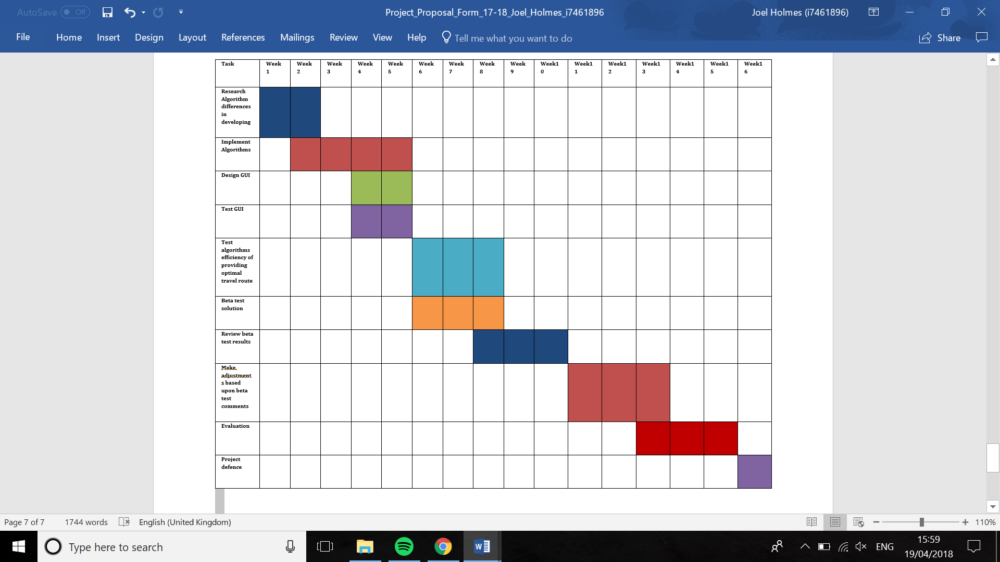 AutoSave Off
Project_Proposal_Form_17-18_Joel_Holmes_i7461896
Joel Holmes (i7461896)
File Home Insert Design Layout References Mailings Review View Help Tell me what you want to do Share
Task Week Week Week Week Week Week Week Week Week Week1 Week1 Week1 Week1 Week1 Week1 Week1
1 2 3 4 5 6 7 8 9 0 1 2 3 4 5 6
Research
Algorithm
differences
in
developing
Implement
Algorithms
Design GUI
Test GUI
Test
algorithms
efficiency of
providing
optimal
travel route
Beta test
solution
Review beta
test results
Make
adjustment
s based
upon beta
test
comments
Evaluation
Project
defence
Page 7 of 7 1744 words English (United Kingdom) 110%
Type here to search
ENG
15:59
19/04/2018